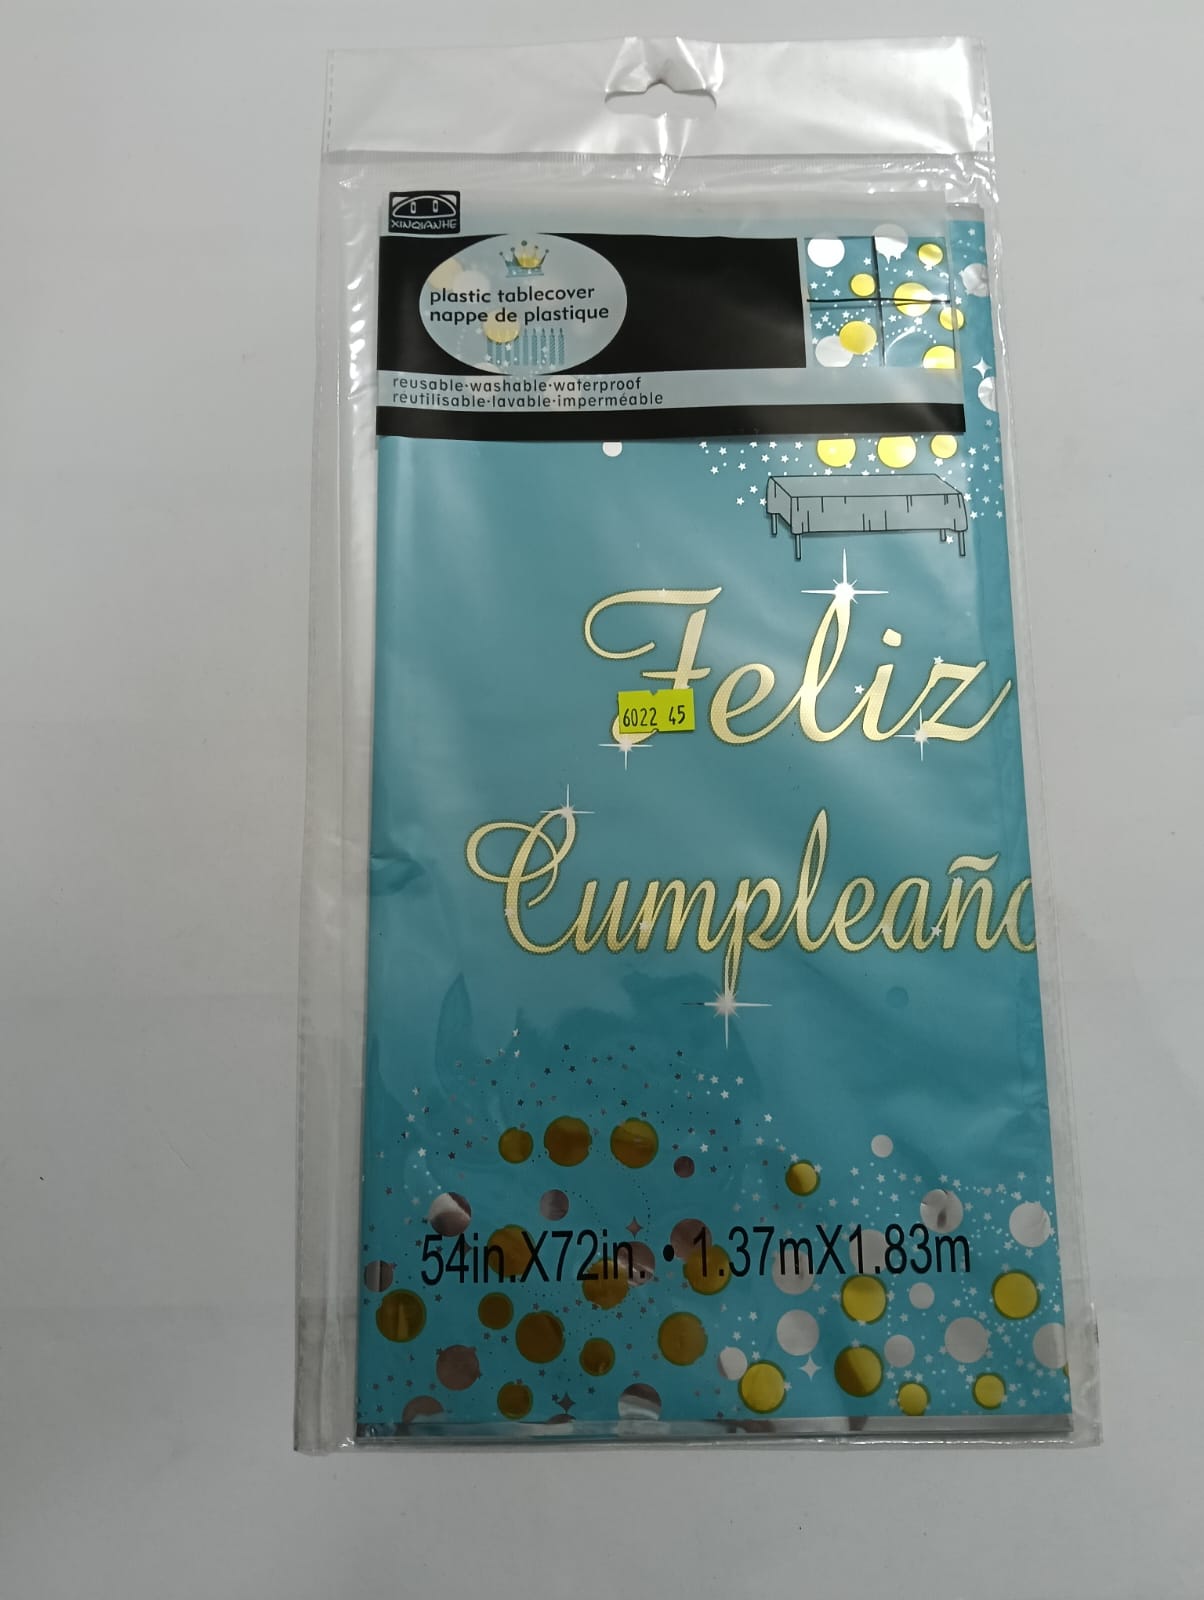 XINQIANHE
plastic tablecover
nappe de plastique
reusable·washable·waterproof
reutilisable·lavable·imperméable
Feliz
6022 45
Cumpleaño
54in.X72in. • 1.37mX1.83m